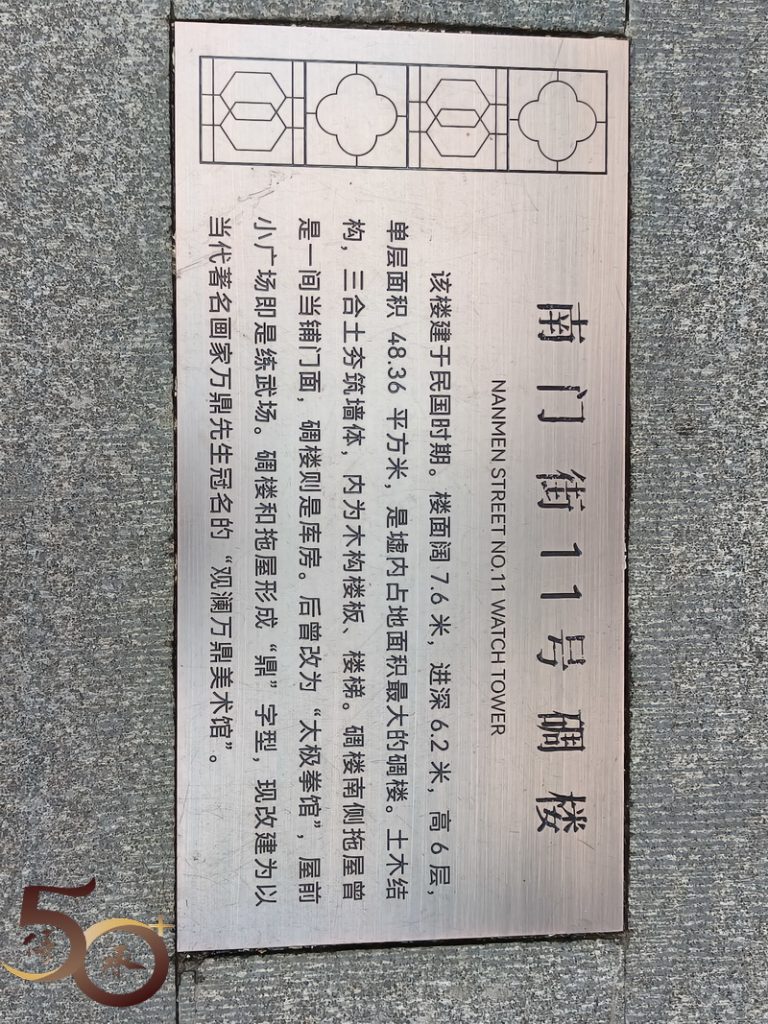 南门街11号碉楼
NANMEN STREET NO.11 WATCH TOWER
该楼建于民国时期。楼面阔 7.6 米，进深 6.2 米，高 6 层，
单层面积 48.36 平方米，是墟内占地面积最大的碉楼。土木结
构，三合土夯筑墙体，内为木构楼板、楼梯。碉楼南侧拖屋曾
是一间当铺门面，碉楼则是库房。后曾改为“太极拳馆”，屋前
小广场即是练武场。碉楼和拖屋形成“鼎”字型，现改建为以
当代著名画家万鼎先生冠名的“观澜万鼎美术馆”。
50+